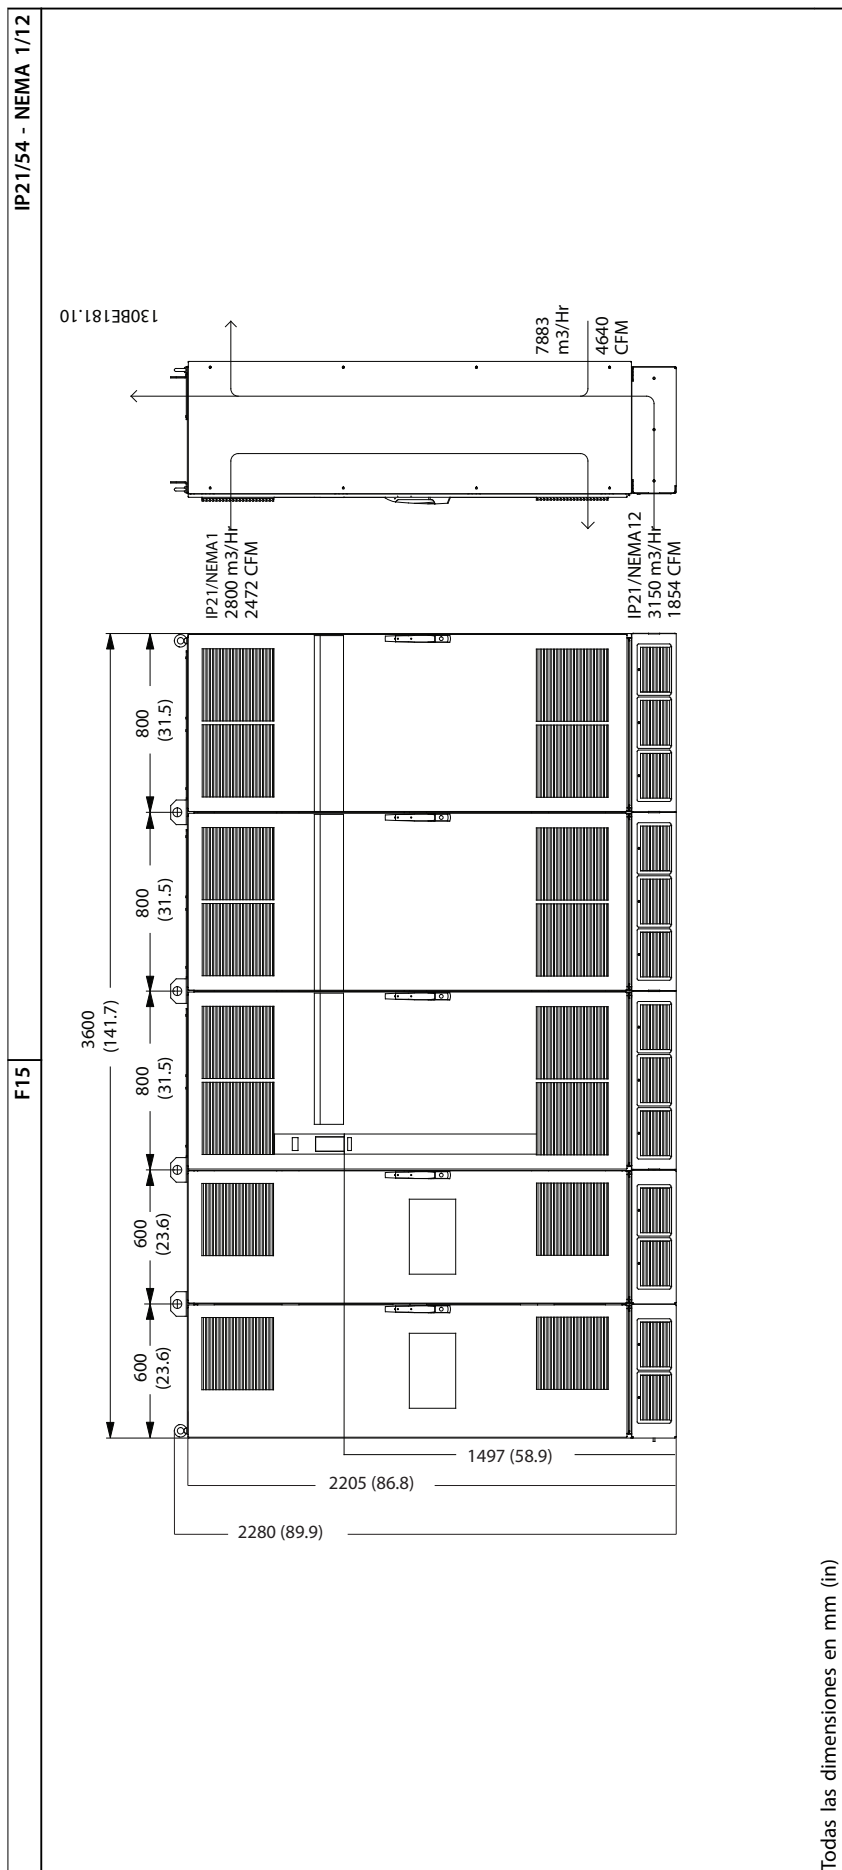 F15
IP21/54 - NEMA 1/12
130BE181.10
3600
(141.7)
600
(23.6)
600
(23.6)
800
(31.5)
800
(31.5)
800
(31.5)
2280 (89.9)
2205 (86.8)
1497 (58.9)
IP21/NEMA1
2800 m3/Hr
2472 CFM
IP21/NEMA12
3150 m3/Hr
1854 CFM
7883
m3/Hr
4640
CFM
Todas las dimensiones en mm (in)